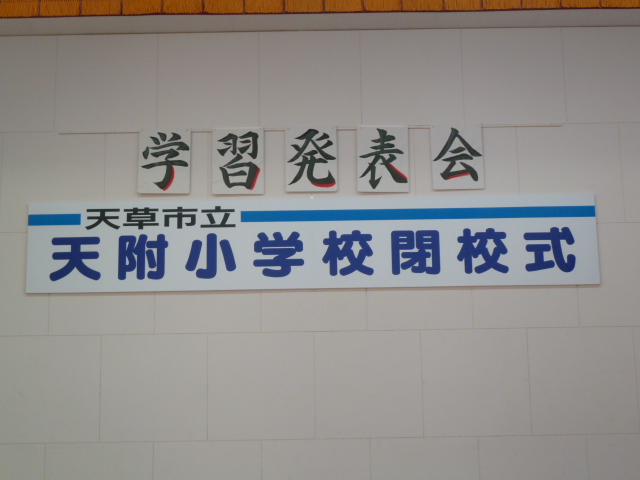 学習発表会
天草市立
天附小学校閉校式